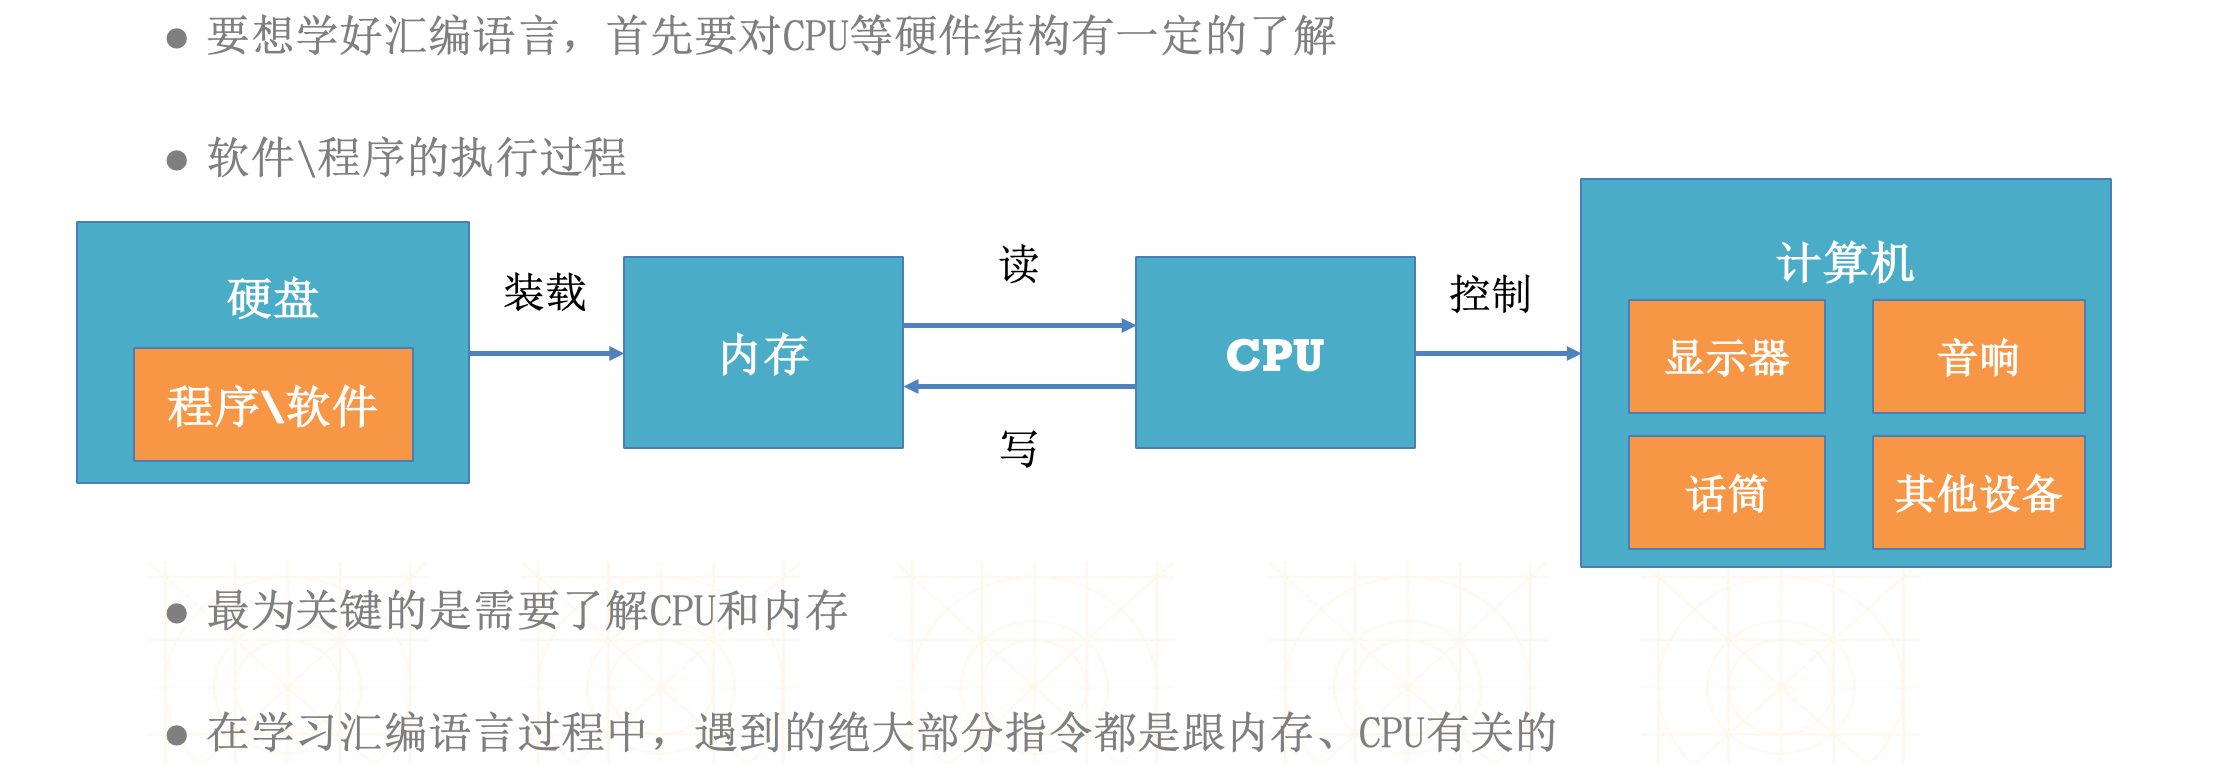 ● 要想学好汇编语言，首先要对CPU等硬件结构有一定的了解
● 软件\程序的执行过程
硬盘
程序\软件
装载
内存
读
写
CPU
控制
计算机
显示器
音响
话筒
其他设备
● 最为关键的是需要了解CPU和内存
● 在学习汇编语言过程中，遇到的绝大部分指令都是跟内存、CPU有关的